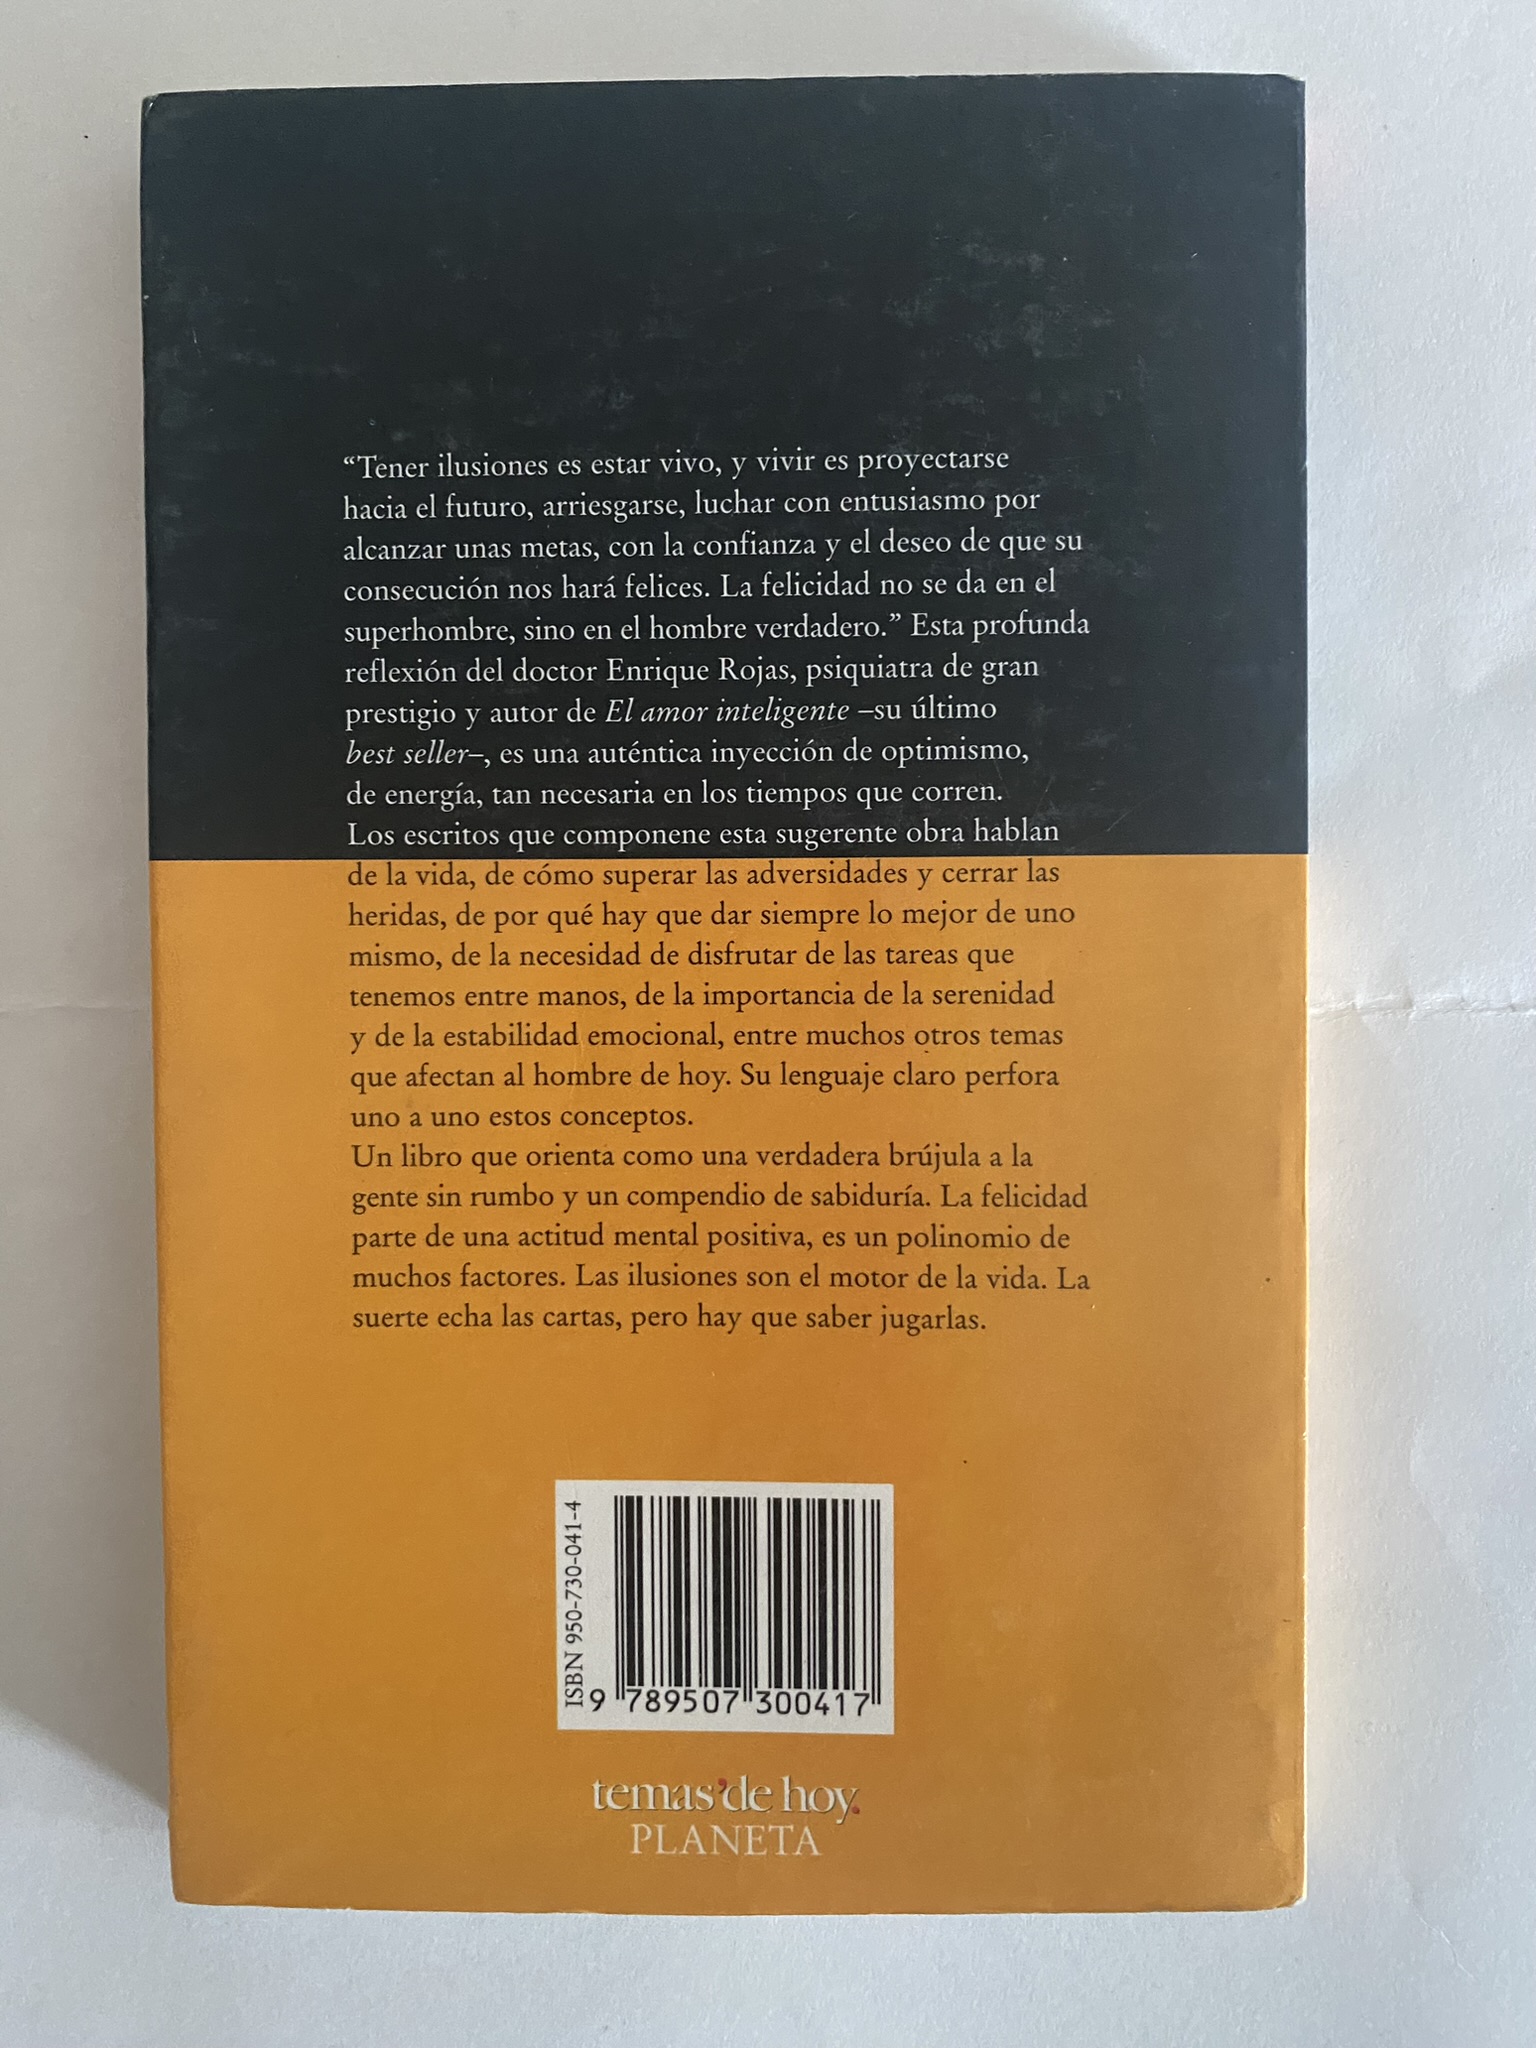 “Tener ilusiones es estar vivo, y vivir es proyectarse
hacia el futuro, arriesgarse, luchar con entusiasmo por
alcanzar unas metas, con la confianza y el deseo de que su
consecución nos hará felices. La felicidad no se da en el
superhombre, sino en el hombre verdadero.” Esta profunda
reflexión del doctor Enrique Rojas, psiquiatra de gran
prestigio y autor de El amor inteligente –su último
best seller–, es una auténtica inyección de optimismo,
de energía, tan necesaria en los tiempos que corren.
Los escritos que componene esta sugerente obra hablan
de la vida, de cómo superar las adversidades y cerrar las
heridas, de por qué hay que dar siempre lo mejor de uno
mismo, de la necesidad de disfrutar de las tareas que
tenemos entre manos, de la importancia de la serenidad
y de la estabilidad emocional, entre muchos otros temas
que afectan al hombre de hoy. Su lenguaje claro perfora
uno a uno estos conceptos.
Un libro que orienta como una verdadera brújula a la
gente sin rumbo y un compendio de sabiduría. La felicidad
parte de una actitud mental positiva, es un polinomio de
muchos factores. Las ilusiones son el motor de la vida. La
suerte echa las cartas, pero hay que saber jugarlas.
ISBN 950-730-041-4
9 789507 300417
temas'de hoy.
PLANETA